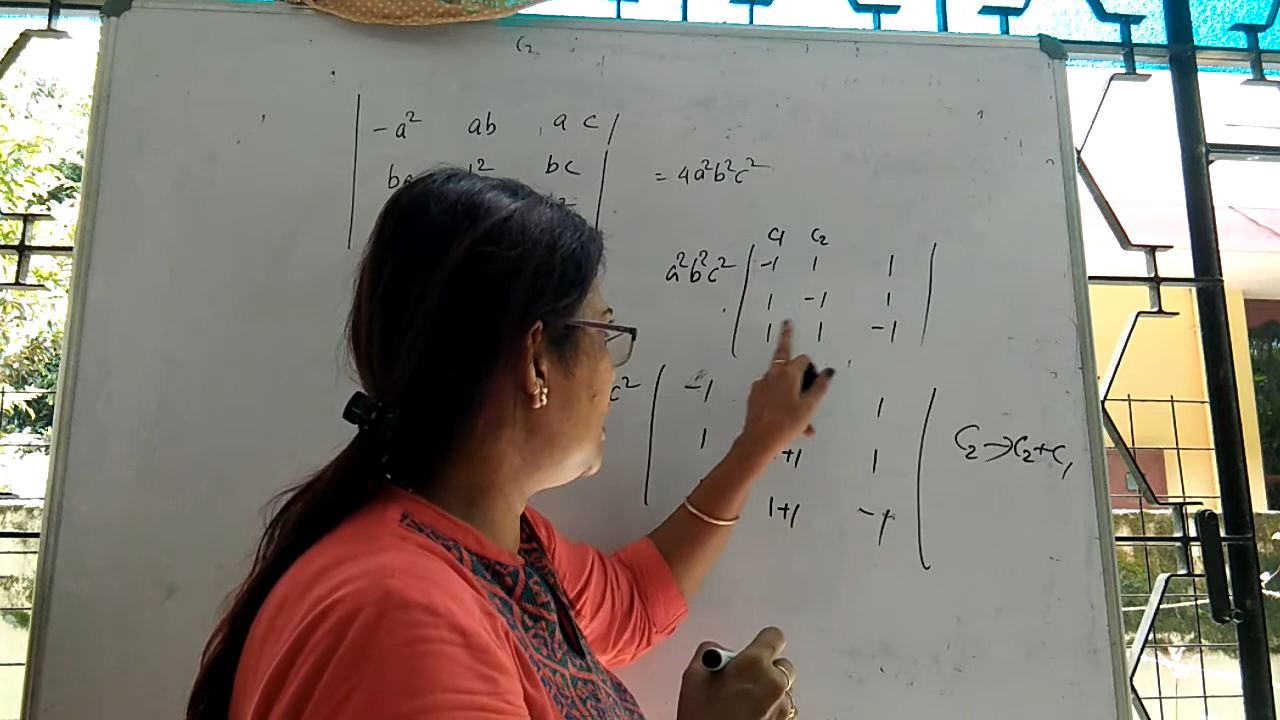 C₂
-a² ab ac
b² bc
= 4a²b²c²
C₁ C₂
a²b²c² | -1 1 1 |
| 1 -1 1 |
| 1 1 -1 |
c² | -1 1 |
| 1 +1 1 | C₂→C₂+C₁
1+1 -1